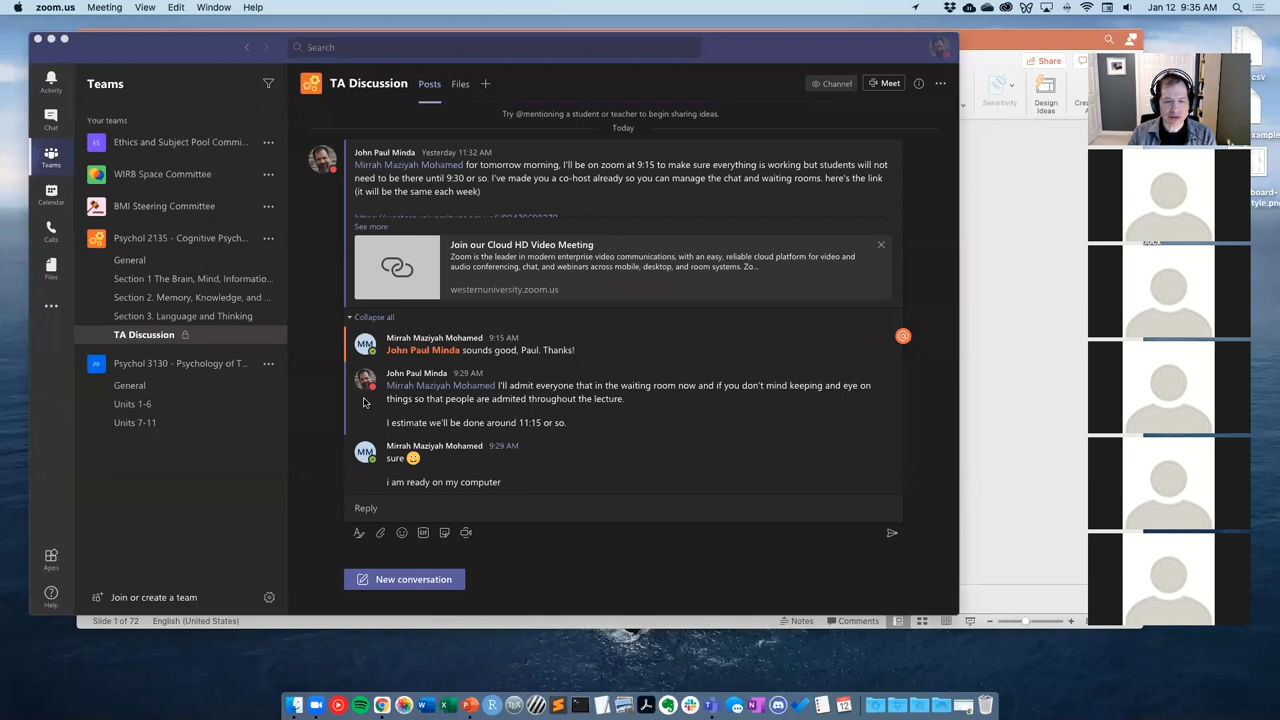 zoom.us Meeting View Edit Window Help
Jan 12 9:35 AM
Search
Activity
Chat
Teams
Calendar
Calls
Files
Apps
Help
Teams
Your teams
Ethics and Subject Pool Commi...
WIRB Space Committee
BMI Steering Committee
Psychol 2135 - Cognitive Psych...
General
Section 1 The Brain, Mind, Informatio...
Section 2. Memory, Knowledge, and ...
Section 3. Language and Thinking
TA Discussion
Psychol 3130 - Psychology of T...
General
Units 1-6
Units 7-11
Join or create a team
TA Discussion Posts Files
Channel Meet
Try @mentioning a student or teacher to begin sharing ideas.
Today
John Paul Minda Yesterday 11:32 AM
Mirrah Maziyah Mohamed for tomorrow morning, I'll be on zoom at 9:15 to make sure everything is working but students will not
need to be there until 9:30 or so. I've made you a co-host already so you can manage the chat and waiting rooms. here's the link
(it will be the same each week)
See more
Join our Cloud HD Video Meeting
Zoom is the leader in modern enterprise video communications, with an easy, reliable cloud platform for video and
audio conferencing, chat, and webinars across mobile, desktop, and room systems. Zo...
westernuniversity.zoom.us
Collapse all
MM
Mirrah Maziyah Mohamed 9:15 AM
John Paul Minda sounds good, Paul. Thanks!
John Paul Minda 9:29 AM
Mirrah Maziyah Mohamed I'll admit everyone that in the waiting room now and if you don't mind keeping and eye on
things so that people are admited throughout the lecture.
I estimate we'll be done around 11:15 or so.
MM
Mirrah Maziyah Mohamed 9:29 AM
sure
i am ready on my computer
Reply
New conversation
Share
Sensitivity
Design
Ideas
Slide 1 of 72 English (United States)
Notes Comments